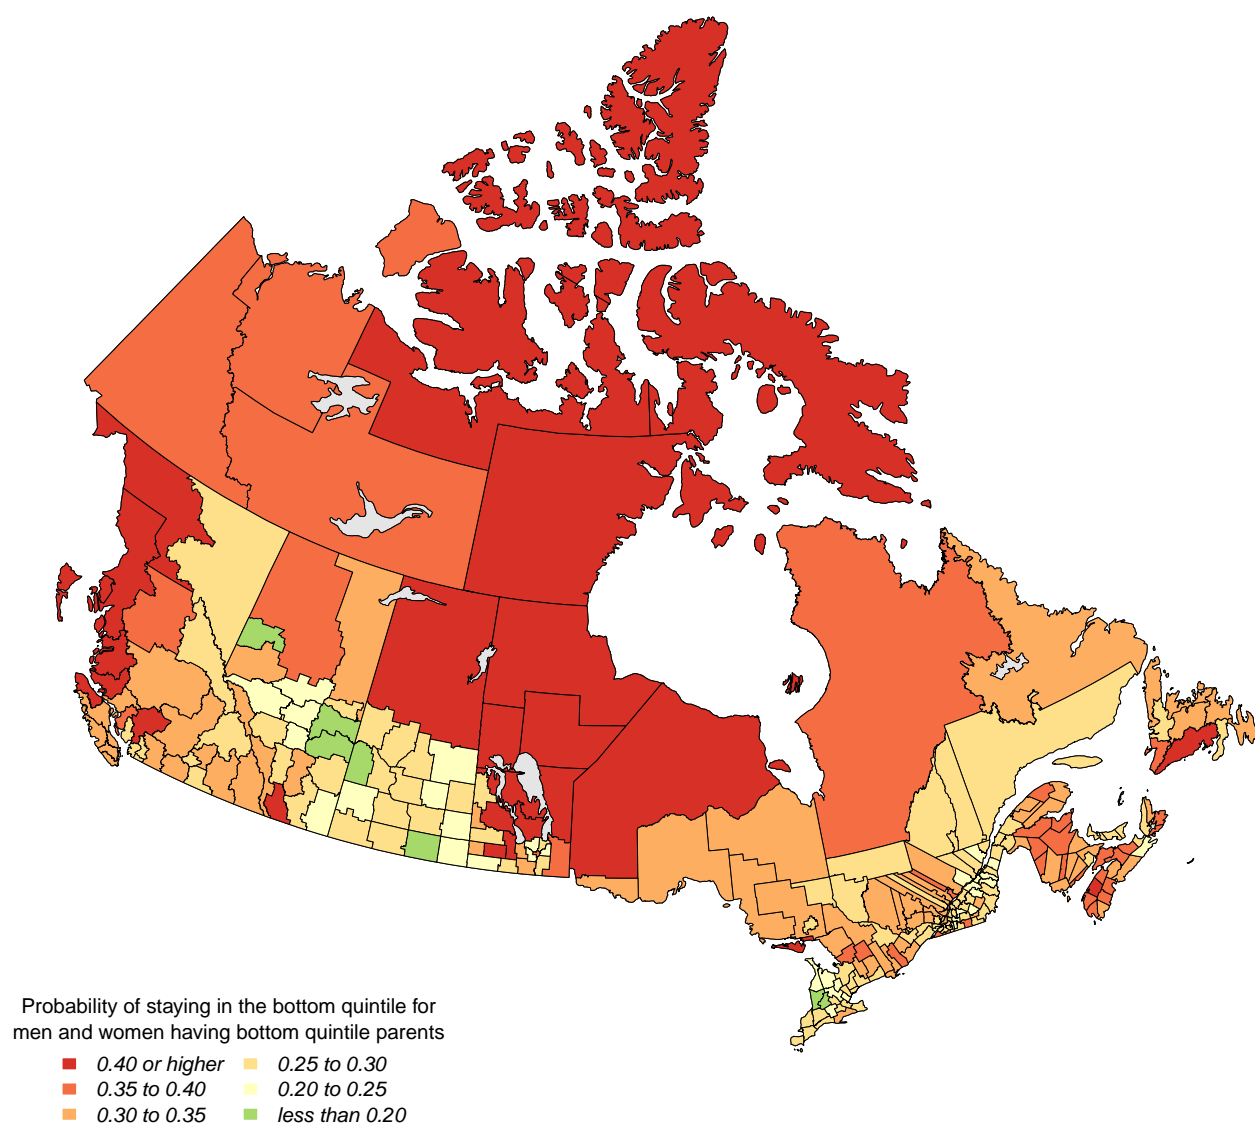 Probability of staying in the bottom quintile for
men and women having bottom quintile parents
0.40 or higher 0.25 to 0.30
0.35 to 0.40 0.20 to 0.25
0.30 to 0.35 less than 0.20